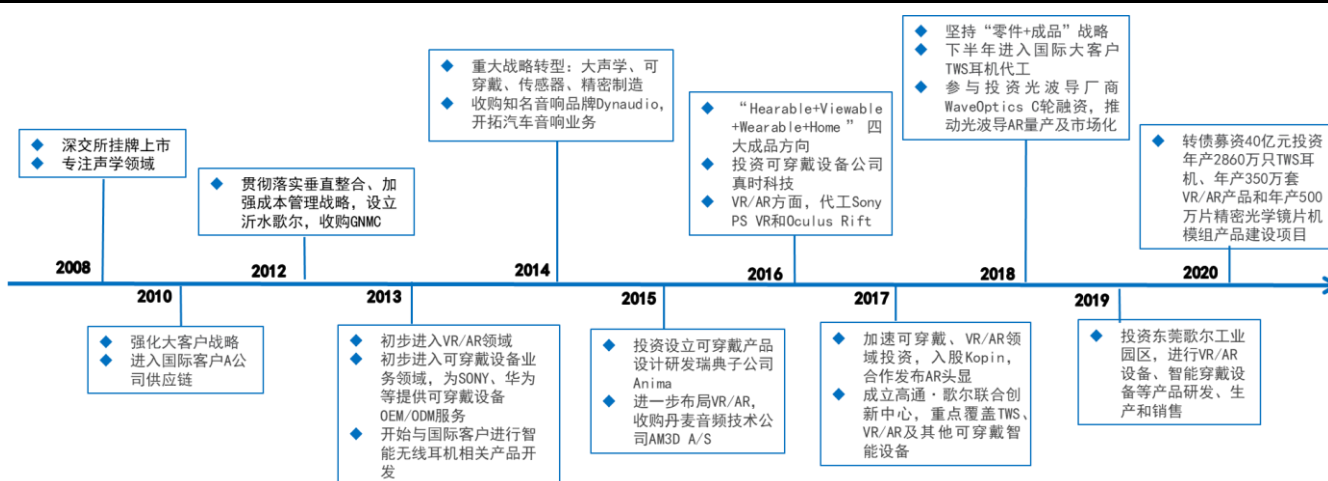 2008
◆ 深交所挂牌上市
◆ 专注声学领域
2010
◆ 强化大客户战略
◆ 进入国际客户A公
司供应链
2012
◆ 贯彻落实垂直整合、加
强成本管理战略，设立
沂水歌尔，收购GNMC
2013
◆ 初步进入VR/AR领域
◆ 初步进入可穿戴设备业
务领域，为SONY、华为
等提供可穿戴设备
OEM/ODM服务
◆ 开始与国际客户进行智
能无线耳机相关产品开
发
2014
◆ 重大战略转型：大声学、可
穿戴、传感器、精密制造
◆ 收购知名音响品牌Dynaudio，
开拓汽车音响业务
2015
◆ 投资设立可穿戴产品
设计研发瑞典子公司
Anima
◆ 进一步布局VR/AR，
收购丹麦音频技术公
司AM3D A/S
2016
◆ “Hearable+Viewable
+Wearable+Home” 四
大成品方向
◆ 投资可穿戴设备公司
真时科技
◆ VR/AR方面，代工Sony
PS VR和Oculus Rift
2017
◆ 加速可穿戴、VR/AR领
域投资，入股Kopin，
合作发布AR头显
◆ 成立高通·歌尔联合创
新中心，重点覆盖TWS、
VR/AR及其他可穿戴智
能设备
2018
◆ 坚持“零件+成品”战略
◆ 下半年进入国际大客户
TWS耳机代工
◆ 参与投资光波导厂商
WaveOptics C轮融资，推
动光波导AR量产及市场化
2019
◆ 投资东莞歌尔工业
园区，进行VR/AR
设备、智能穿戴设
备等产品研发、生
产和销售
2020
◆ 转债募资40亿元投资
年产2860万只TWS耳
机、年产350万套
VR/AR产品和年产500
万片精密光学镜片机
模组产品建设项目